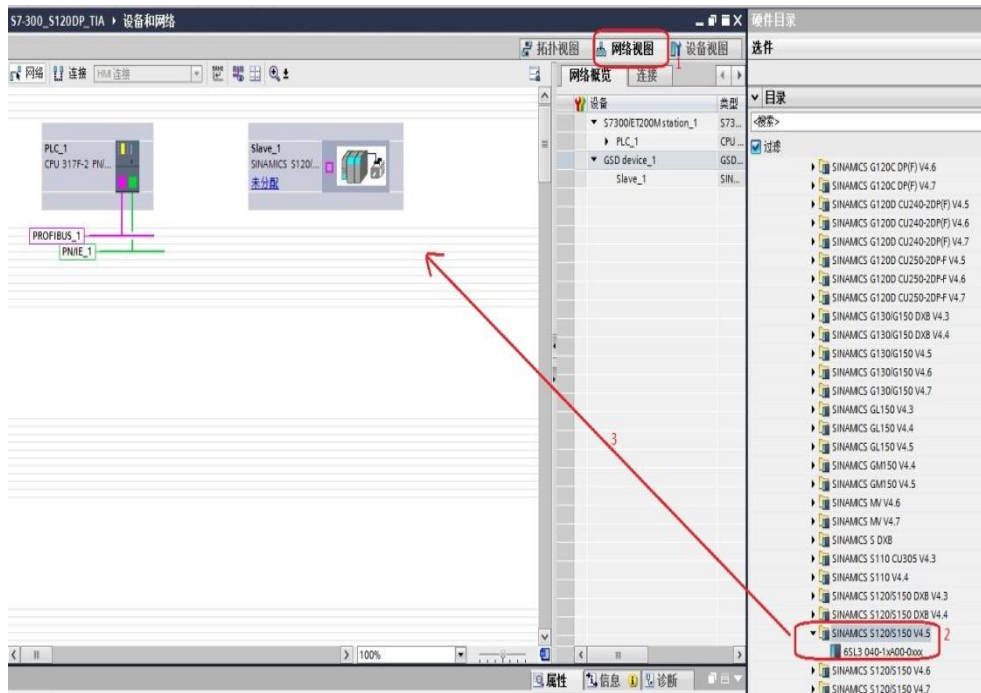 S7-300_S120DP_TIA ▸ 设备和网络
硬件目录
拓扑视图 网络视图 设备视图
1
选件
网络 连接 HMI 连接
网络概览 连接
目录
设备 类型
<搜索>
过滤
S7300/ET200M station_1 S73...
PLC_1 CPU ...
GSD device_1 GSD...
Slave_1 SIN...
PLC_1
CPU 317F-2 PN/...
Slave_1
SINAMICS S120/...
未分配
PROFIBUS_1
PN/IE_1
SINAMICS G120C DP(F) V4.6
SINAMICS G120C DP(F) V4.7
SINAMICS G120D CU240-2DP(F) V4.5
SINAMICS G120D CU240-2DP(F) V4.6
SINAMICS G120D CU240-2DP(F) V4.7
SINAMICS G120D CU250-2DP-F V4.5
SINAMICS G120D CU250-2DP-F V4.6
SINAMICS G120D CU250-2DP-F V4.7
SINAMICS G130/G150 DXB V4.3
SINAMICS G130/G150 DXB V4.4
SINAMICS G130/G150 V4.5
SINAMICS G130/G150 V4.6
SINAMICS G130/G150 V4.7
SINAMICS GL150 V4.3
SINAMICS GL150 V4.4
SINAMICS GL150 V4.5
SINAMICS GM150 V4.4
SINAMICS GM150 V4.5
SINAMICS MV V4.6
SINAMICS MV V4.7
SINAMICS S DXB
SINAMICS S110 CU305 V4.3
SINAMICS S110 V4.4
SINAMICS S120/S150 DXB V4.3
SINAMICS S120/S150 DXB V4.4
SINAMICS S120/S150 V4.5
2
6SL3 040-1xA00-0xxx
SINAMICS S120/S150 V4.6
SINAMICS S120/S150 V4.7
3
100%
属性 信息 诊断